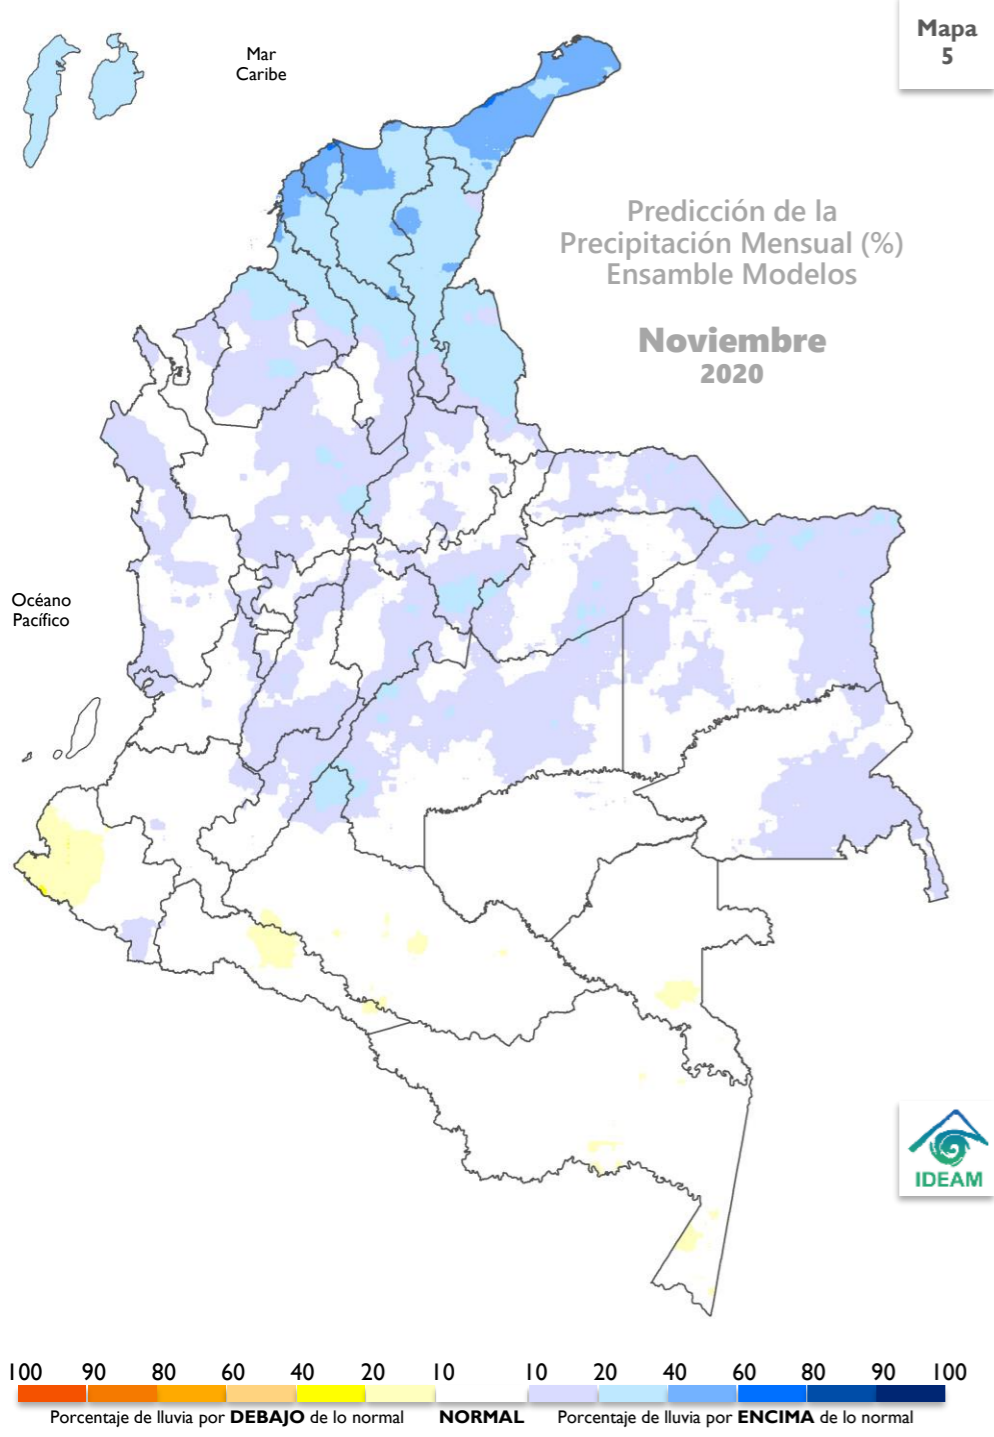 Mapa
5
Mar
Caribe
Predicción de la
Precipitación Mensual (%)
Ensamble Modelos
Noviembre
2020
Océano
Pacífico
IDEAM
100 90 80 60 40 20 10 10 20 40 60 80 90 100
Porcentaje de lluvia por DEBAJO de lo normal NORMAL Porcentaje de lluvia por ENCIMA de lo normal